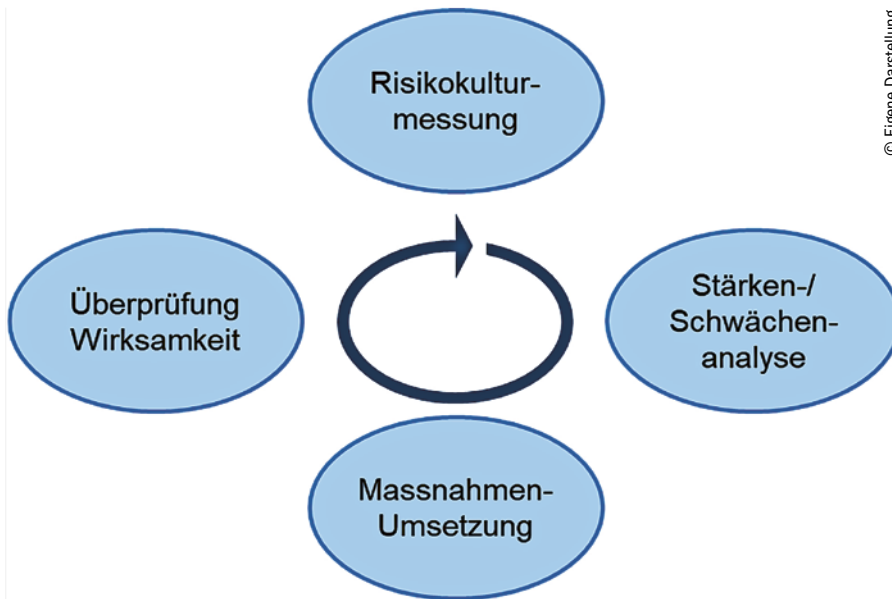 Risikokultur-
messung
Stärken-/
Schwächen-
analyse
Massnahmen-
Umsetzung
Überprüfung
Wirksamkeit
© Eigene Darstellung